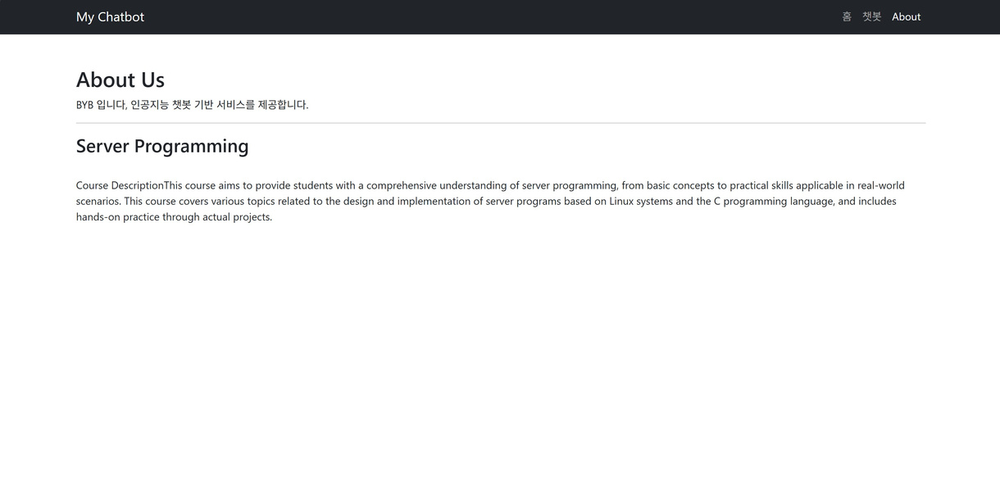 My Chatbot
홈 챗봇 About
About Us
BYB 입니다, 인공지능 챗봇 기반 서비스를 제공합니다.
Server Programming
Course DescriptionThis course aims to provide students with a comprehensive understanding of server programming, from basic concepts to practical skills applicable in real-world
scenarios. This course covers various topics related to the design and implementation of server programs based on Linux systems and the C programming language, and includes
hands-on practice through actual projects.